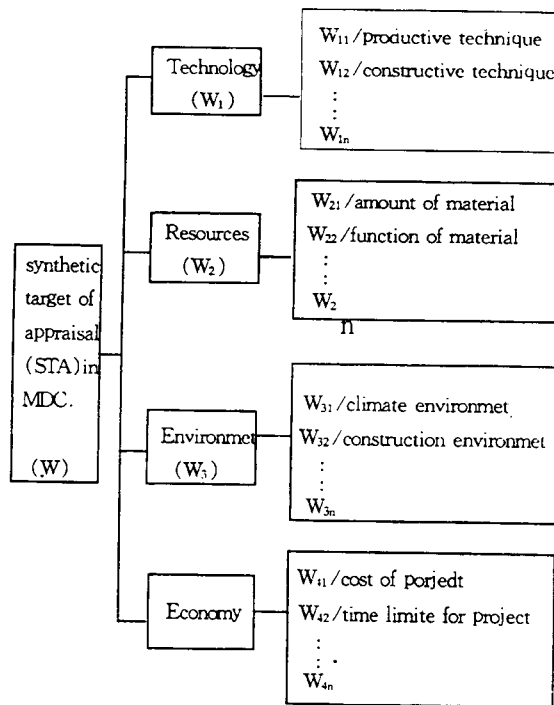 synthetic
target of
appraisal
(STA)in
MDC.
(W)
Technology
(W₁)
W₁₁/productive technique
W₁₂/constructive technique
W₁ₙ
Resources
(W₂)
W₂₁/amount of material
W₂₂/function of material
W₂
n
Environmet
(W₃)
W₃₁/climate environmet
W₃₂/construction environmet
W₃ₙ
Economy
W₄₁/cost of porjedt
W₄₂/time limite for project
W₄ₙ